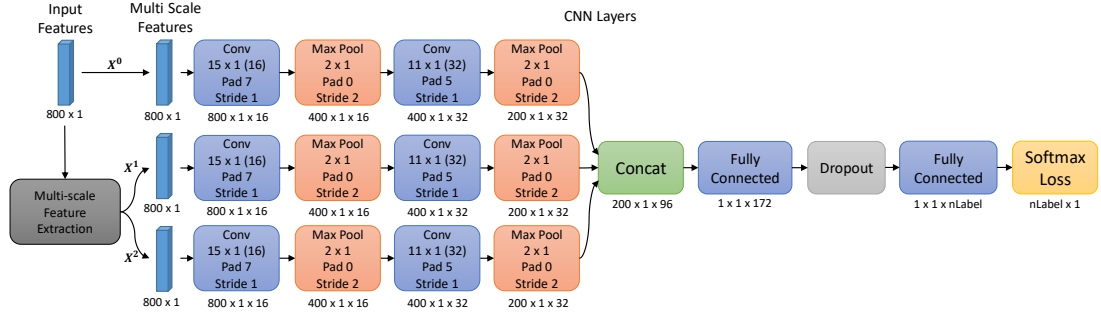 Input
Features
Multi Scale
Features
CNN Layers
X⁰
800 x 1
800 x 1
Conv
15 x 1 (16)
Pad 7
Stride 1
800 x 1 x 16
Max Pool
2 x 1
Pad 0
Stride 2
400 x 1 x 16
Conv
11 x 1 (32)
Pad 5
Stride 1
400 x 1 x 32
Max Pool
2 x 1
Pad 0
Stride 2
200 x 1 x 32
Multi-scale
Feature
Extraction
X¹
800 x 1
Conv
15 x 1 (16)
Pad 7
Stride 1
800 x 1 x 16
Max Pool
2 x 1
Pad 0
Stride 2
400 x 1 x 16
Conv
11 x 1 (32)
Pad 5
Stride 1
400 x 1 x 32
Max Pool
2 x 1
Pad 0
Stride 2
200 x 1 x 32
X²
800 x 1
Conv
15 x 1 (16)
Pad 7
Stride 1
800 x 1 x 16
Max Pool
2 x 1
Pad 0
Stride 2
400 x 1 x 16
Conv
11 x 1 (32)
Pad 5
Stride 1
400 x 1 x 32
Max Pool
2 x 1
Pad 0
Stride 2
200 x 1 x 32
Concat
200 x 1 x 96
Fully
Connected
1 x 1 x 172
Dropout
Fully
Connected
1 x 1 x nLabel
Softmax
Loss
nLabel x 1